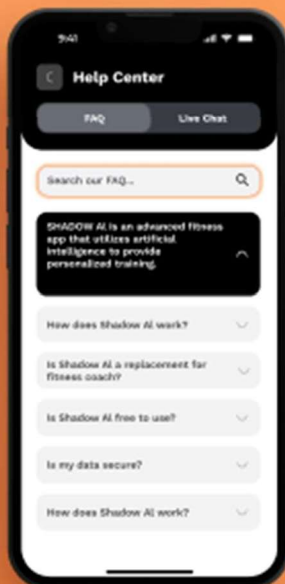 9:41
Help Center
FAQ Live Chat
Search our FAQ...
SHADOW AI is an advanced fitness
app that utilizes artificial
intelligence to provide
personalized training.
How does Shadow AI work?
Is Shadow AI a replacement for
fitness coach?
Is Shadow AI free to use?
Is my data secure?
How does Shadow AI work?